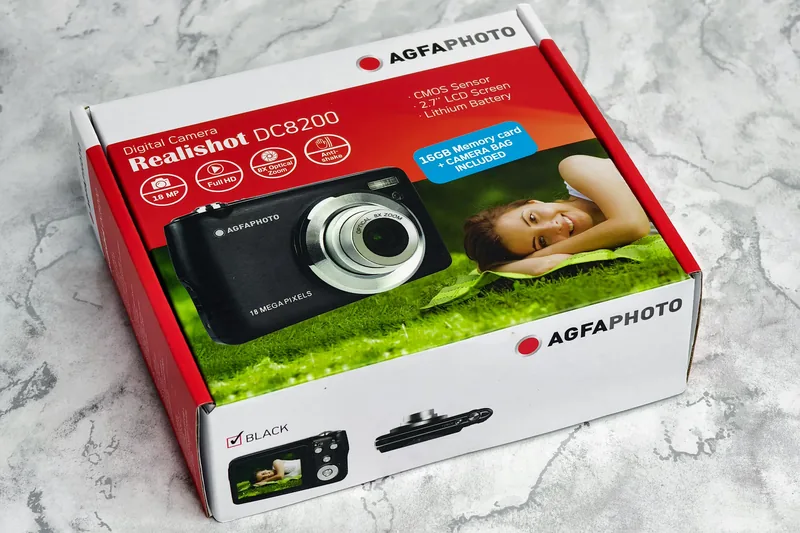 AGFAPHOTO
Digital Camera
Realishot DC8200
18 MP
Full HD
8X Optical
Zoom
Anti-
shake
· CMOS Sensor
· 2.7" LCD Screen
· Lithium Battery
16GB Memory card
+ CAMERA BAG
INCLUDED
AGFAPHOTO
OPTICAL 8X ZOOM
18 MEGA PIXELS
AGFAPHOTO
BLACK